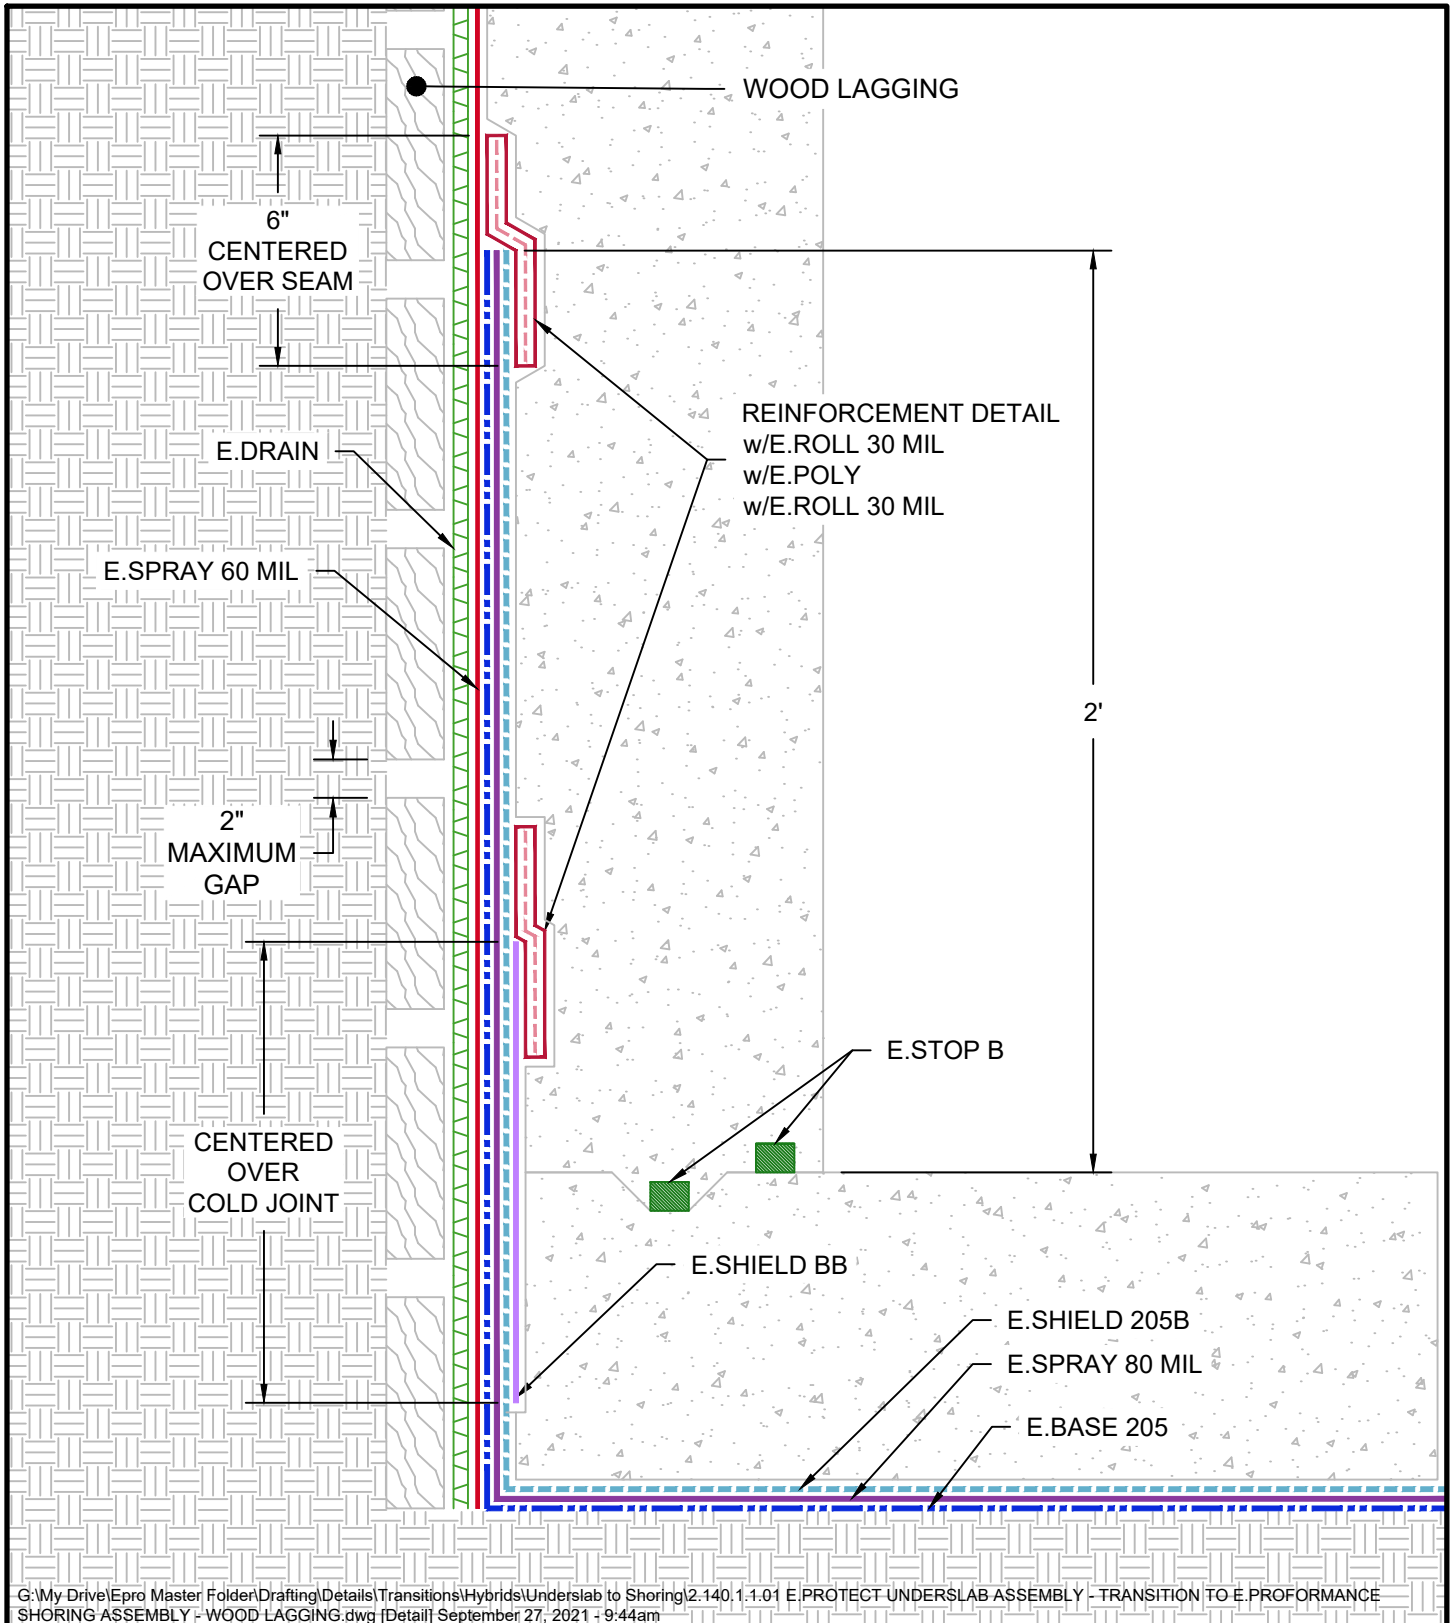 WOOD LAGGING
6"
CENTERED
OVER SEAM
REINFORCEMENT DETAIL
w/E.ROLL 30 MIL
w/E.POLY
w/E.ROLL 30 MIL
E.DRAIN
E.SPRAY 60 MIL
2'
2"
MAXIMUM
GAP
E.STOP B
CENTERED
OVER
COLD JOINT
E.SHIELD BB
E.SHIELD 205B
E.SPRAY 80 MIL
E.BASE 205
G:\My Drive\Epro Master Folder\Drafting\Details\Transitions\Hybrids\Underslab to Shoring\2.140.1.1.01 E.PROTECT UNDERSLAB ASSEMBLY - TRANSITION TO E.PROFORMANCE
SHORING ASSEMBLY - WOOD LAGGING.dwg [Detail] September 27, 2021 - 9:44am